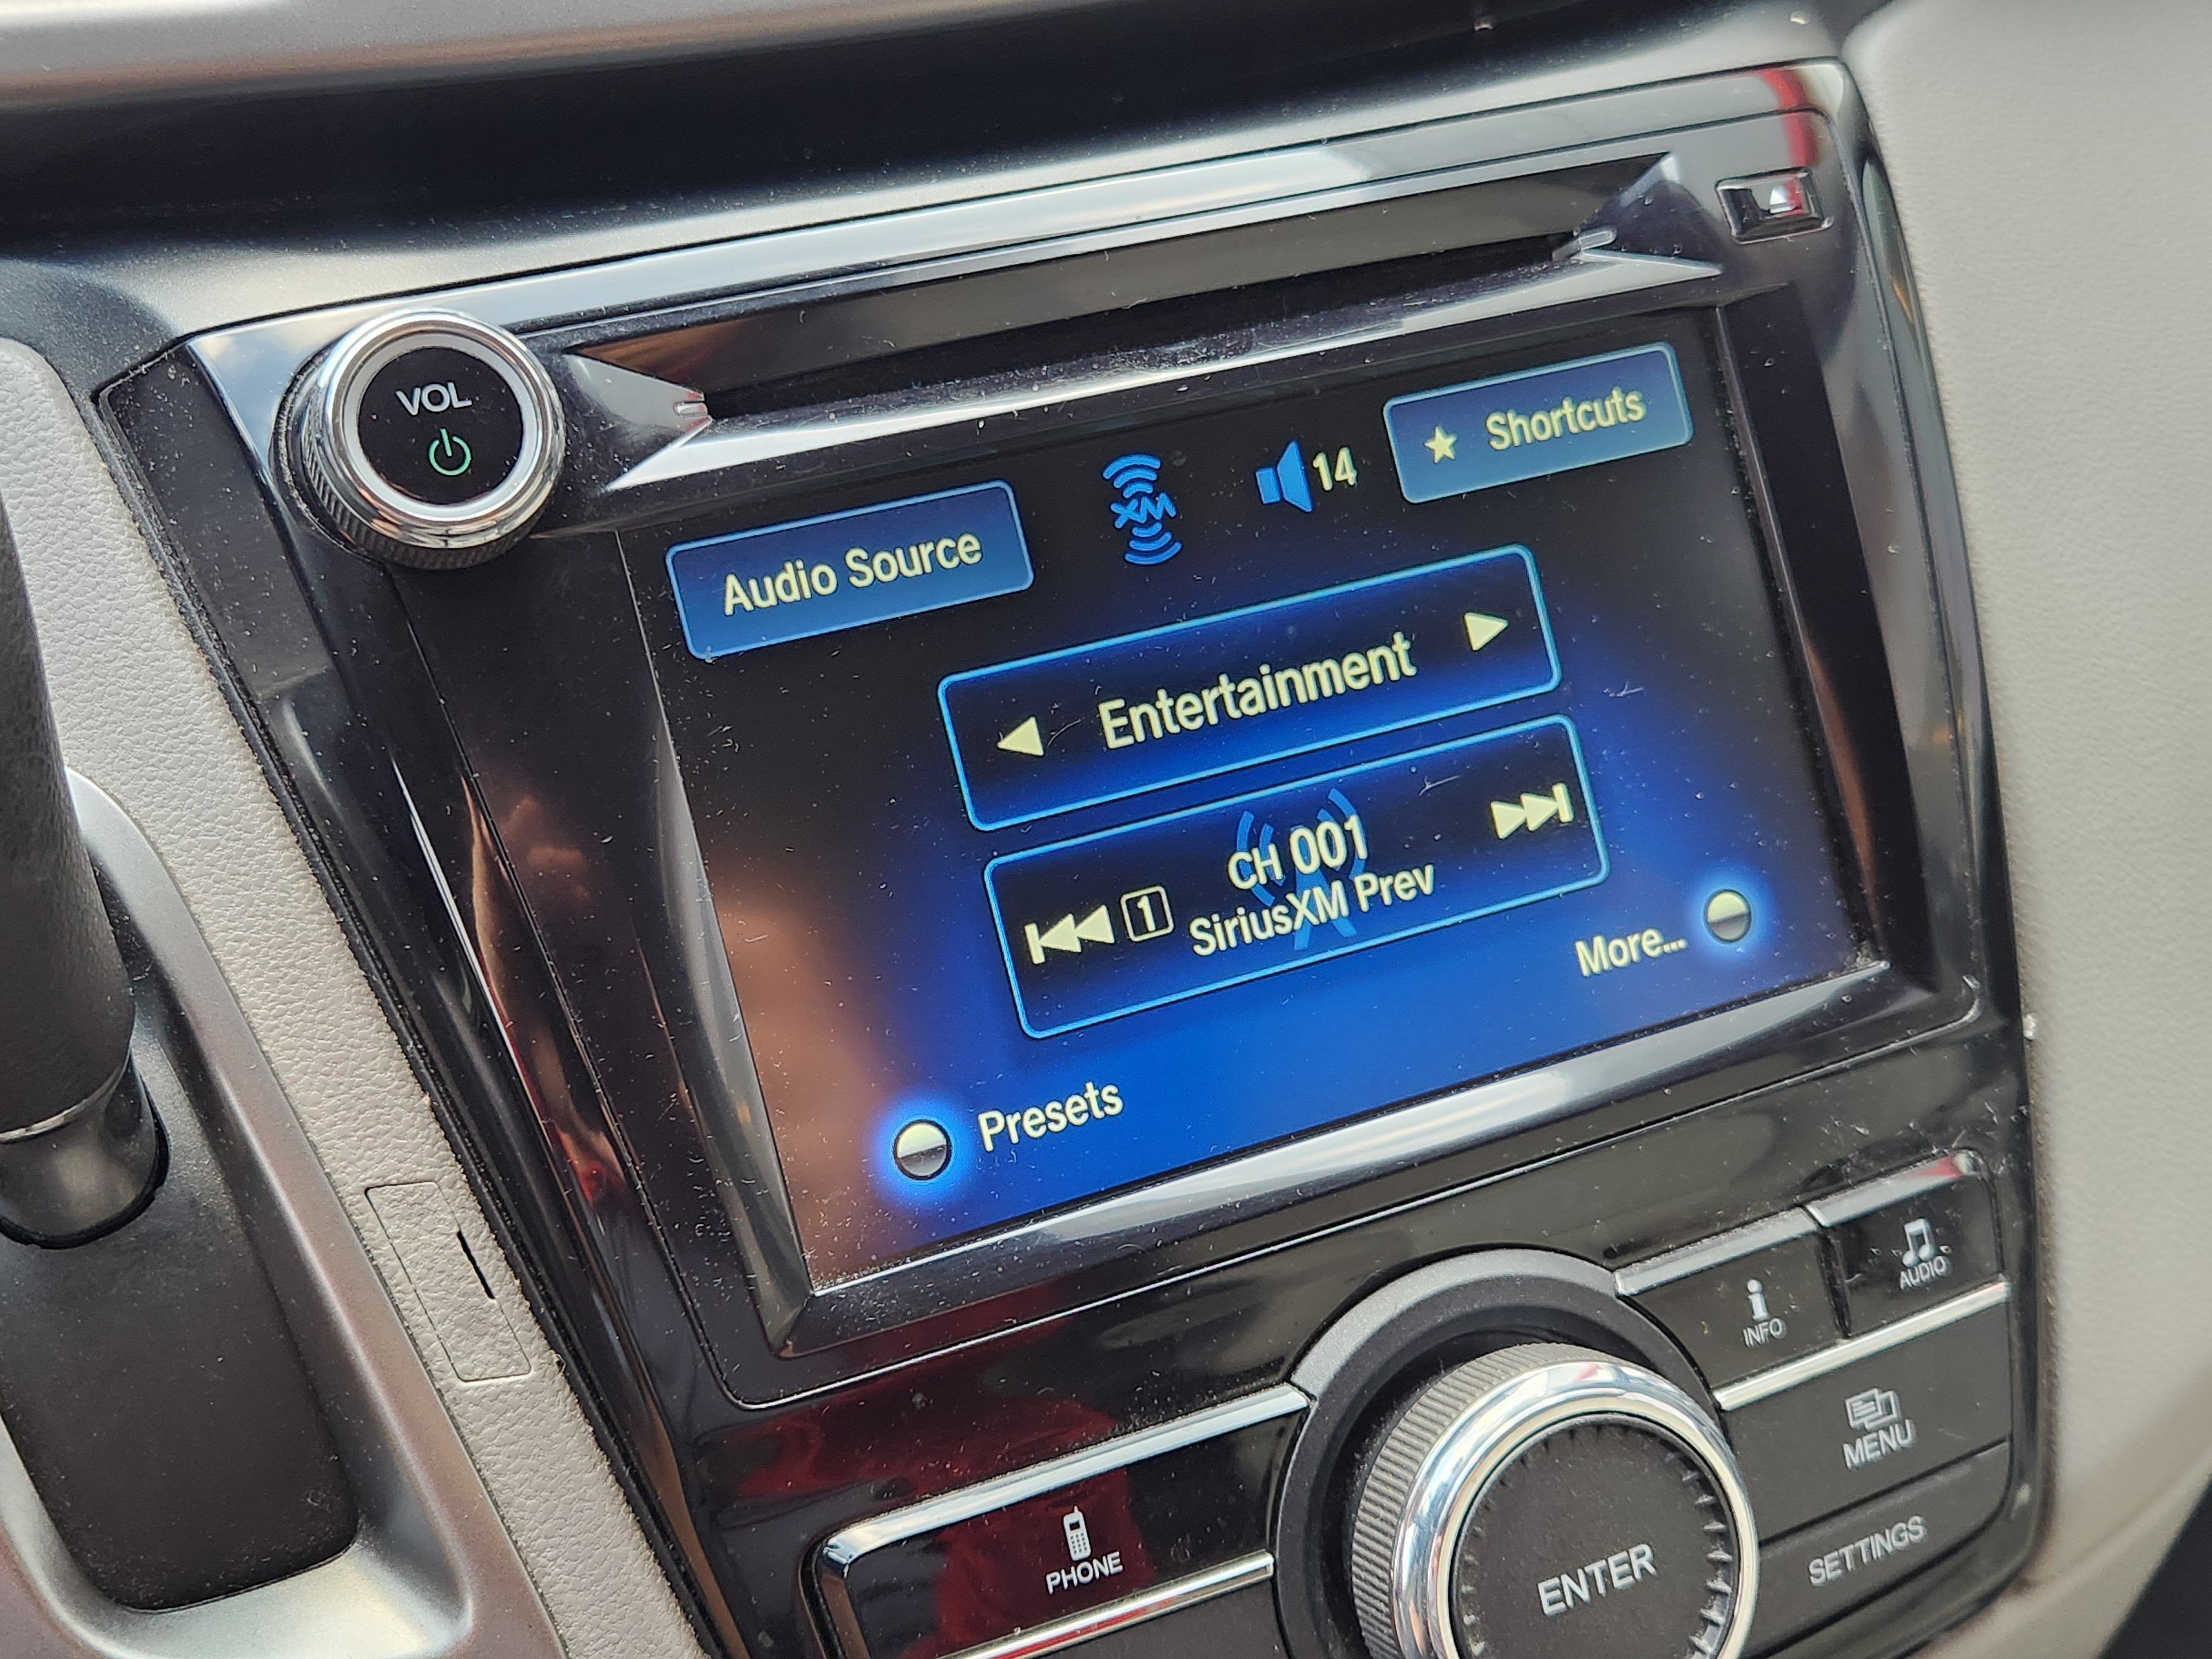 VOL
XM
14
Shortcuts
Audio Source
Entertainment
CH 001
1
SiriusXM Prev
More...
Presets
AUDIO
INFO
MENU
PHONE
ENTER
SETTINGS